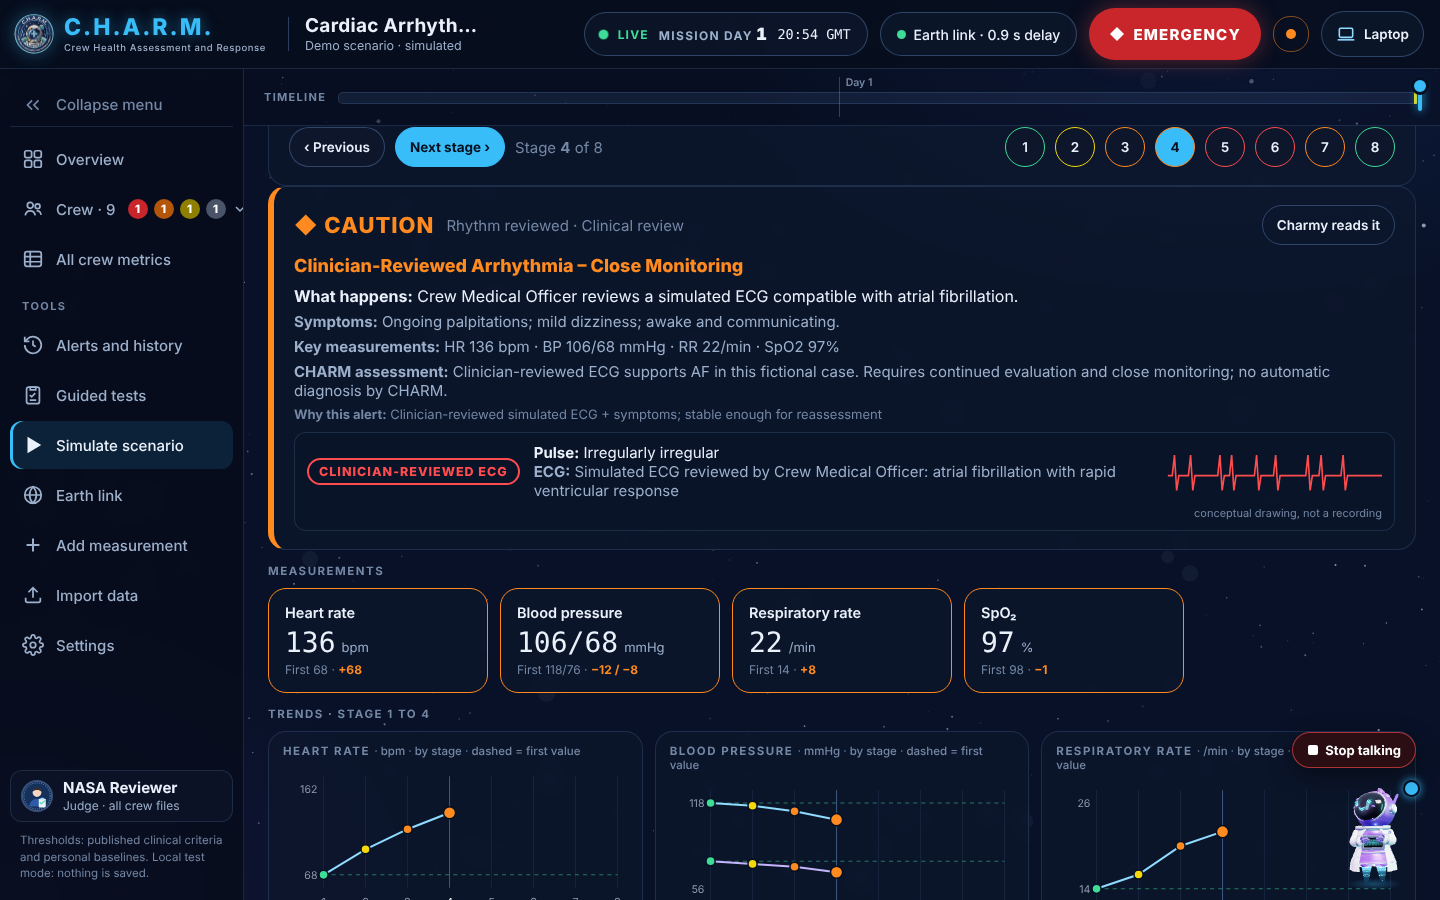 C.H.A.R.M.
Crew Health Assessment and Response
Cardiac Arrhyth...
Demo scenario · simulated
LIVE MISSION DAY 1 20:54 GMT
Earth link · 0.9 s delay
EMERGENCY
Laptop
Collapse menu
Overview
Crew · 9 1 1 1 1
All crew metrics
TOOLS
Alerts and history
Guided tests
Simulate scenario
Earth link
Add measurement
Import data
Settings
NASA Reviewer
Judge · all crew files
Thresholds: published clinical criteria
and personal baselines. Local test
mode: nothing is saved.
TIMELINE
Day 1
‹ Previous
Next stage ›
Stage 4 of 8
1 2 3 4 5 6 7 8
CAUTION Rhythm reviewed · Clinical review
Charmy reads it
Clinician-Reviewed Arrhythmia – Close Monitoring
What happens: Crew Medical Officer reviews a simulated ECG compatible with atrial fibrillation.
Symptoms: Ongoing palpitations; mild dizziness; awake and communicating.
Key measurements: HR 136 bpm · BP 106/68 mmHg · RR 22/min · SpO2 97%
CHARM assessment: Clinician-reviewed ECG supports AF in this fictional case. Requires continued evaluation and close monitoring; no automatic
diagnosis by CHARM.
Why this alert: Clinician-reviewed simulated ECG + symptoms; stable enough for reassessment
CLINICIAN-REVIEWED ECG
Pulse: Irregularly irregular
ECG: Simulated ECG reviewed by Crew Medical Officer: atrial fibrillation with rapid
ventricular response
conceptual drawing, not a recording
MEASUREMENTS
Heart rate
136 bpm
First 68 · +68
Blood pressure
106/68 mmHg
First 118/76 · −12 / −8
Respiratory rate
22 /min
First 14 · +8
SpO₂
97 %
First 98 · −1
TRENDS · STAGE 1 TO 4
HEART RATE · bpm · by stage · dashed = first value
162
68
BLOOD PRESSURE · mmHg · by stage · dashed = first
value
118
56
RESPIRATORY RATE · /min · by stage ·
value
26
14
Stop talking